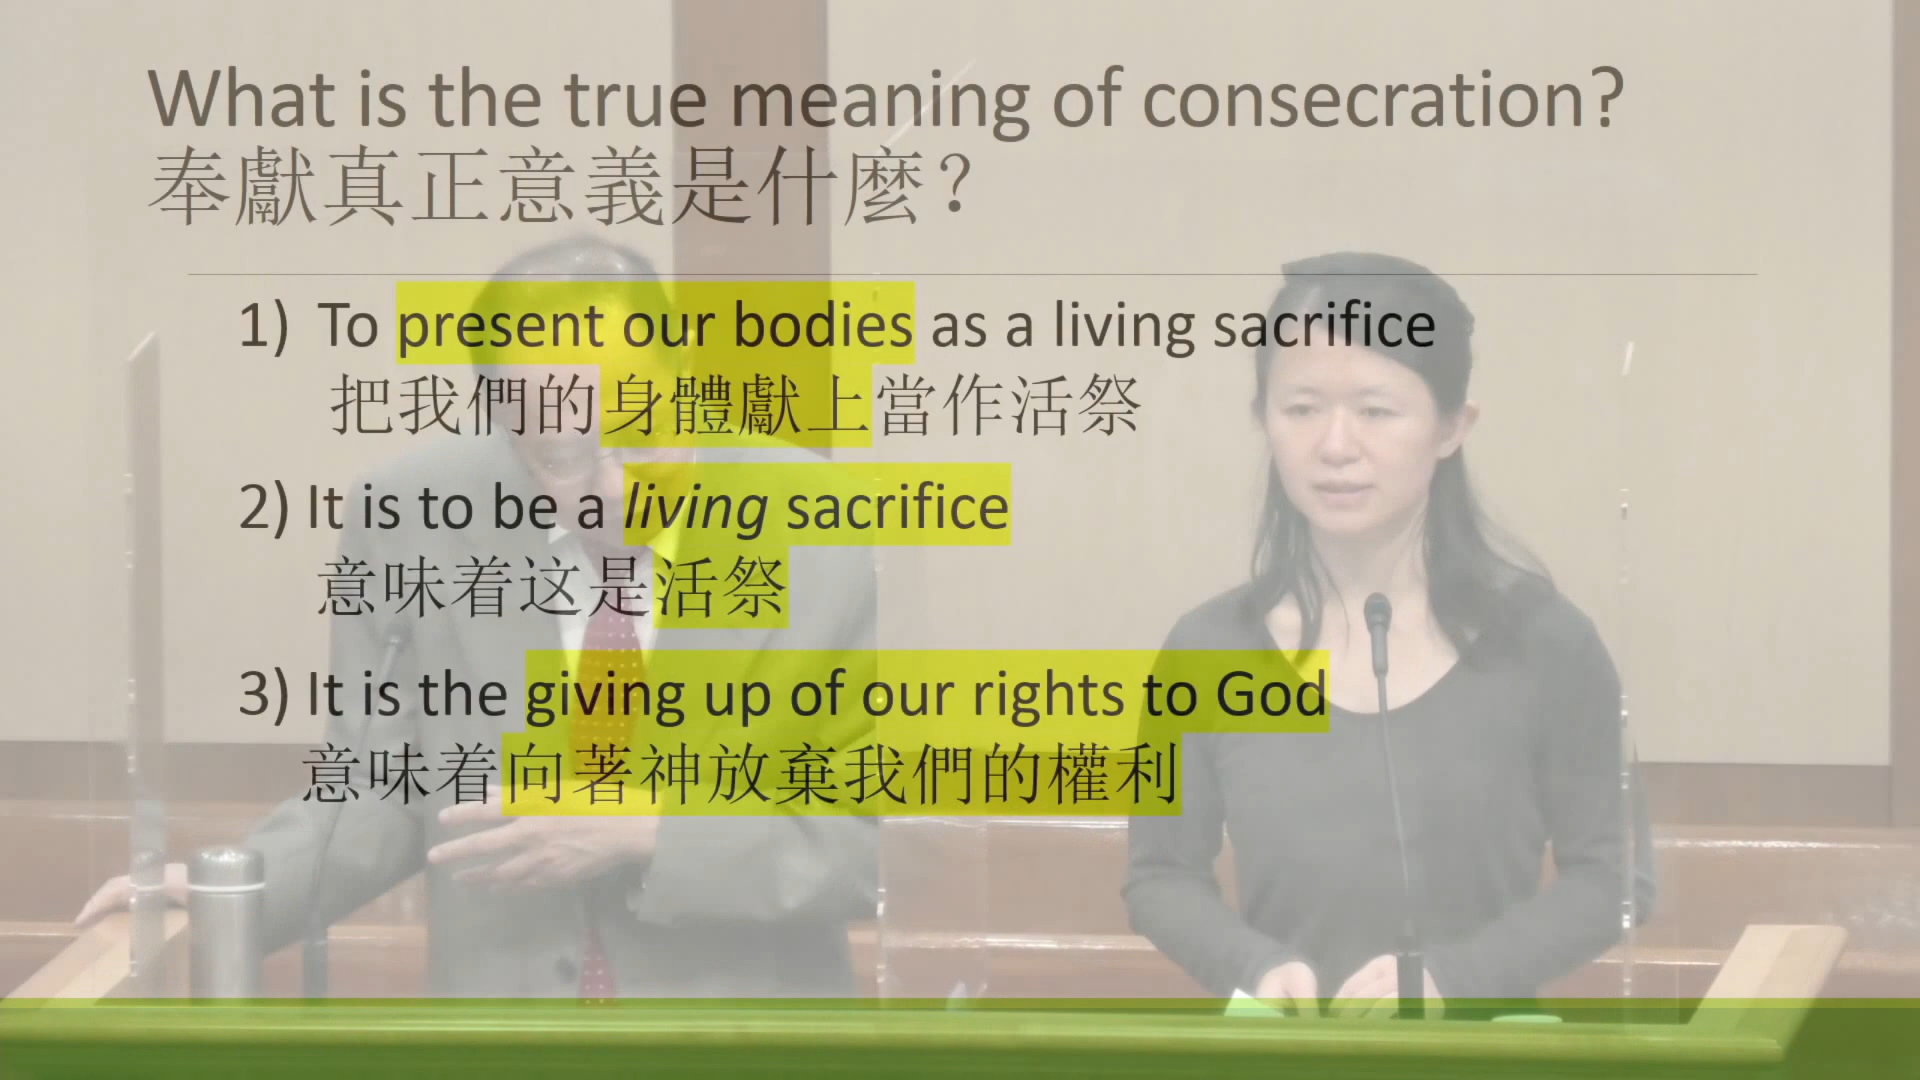 What is the true meaning of consecration?
奉獻真正意義是什麼?
1) To present our bodies as a living sacrifice
把我們的身體獻上當作活祭
2) It is to be a living sacrifice
意味着这是活祭
3) It is the giving up of our rights to God
意味着向著神放棄我們的權利